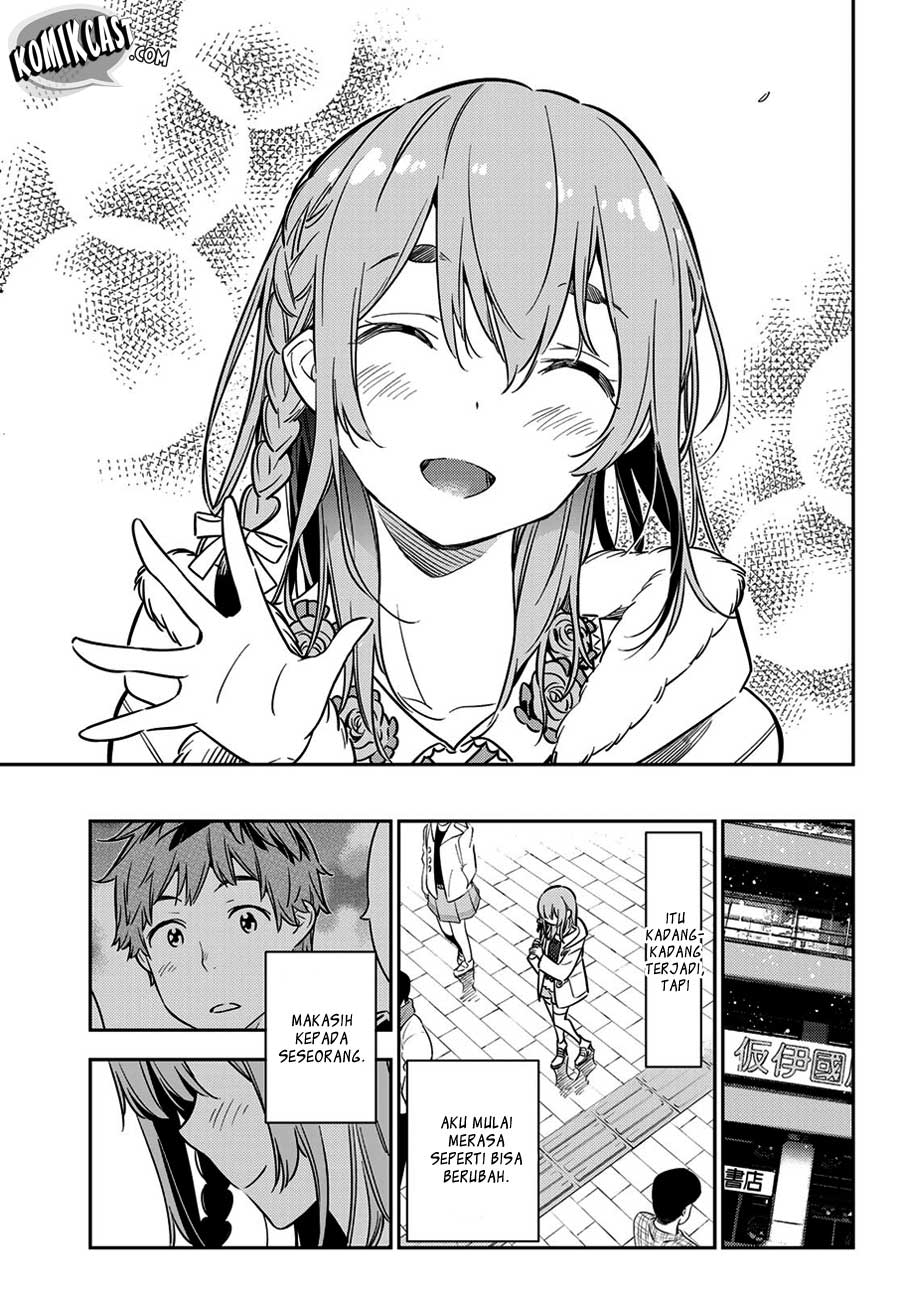 KOMIKCAST
.COM
ITU
KADANG-
KADANG
TERJADI,
TAPI
仮伊國
書店
AKU MULAI
MERASA
SEPERTI BISA
BERUBAH.
MAKASIH
KEPADA
SESEORANG.